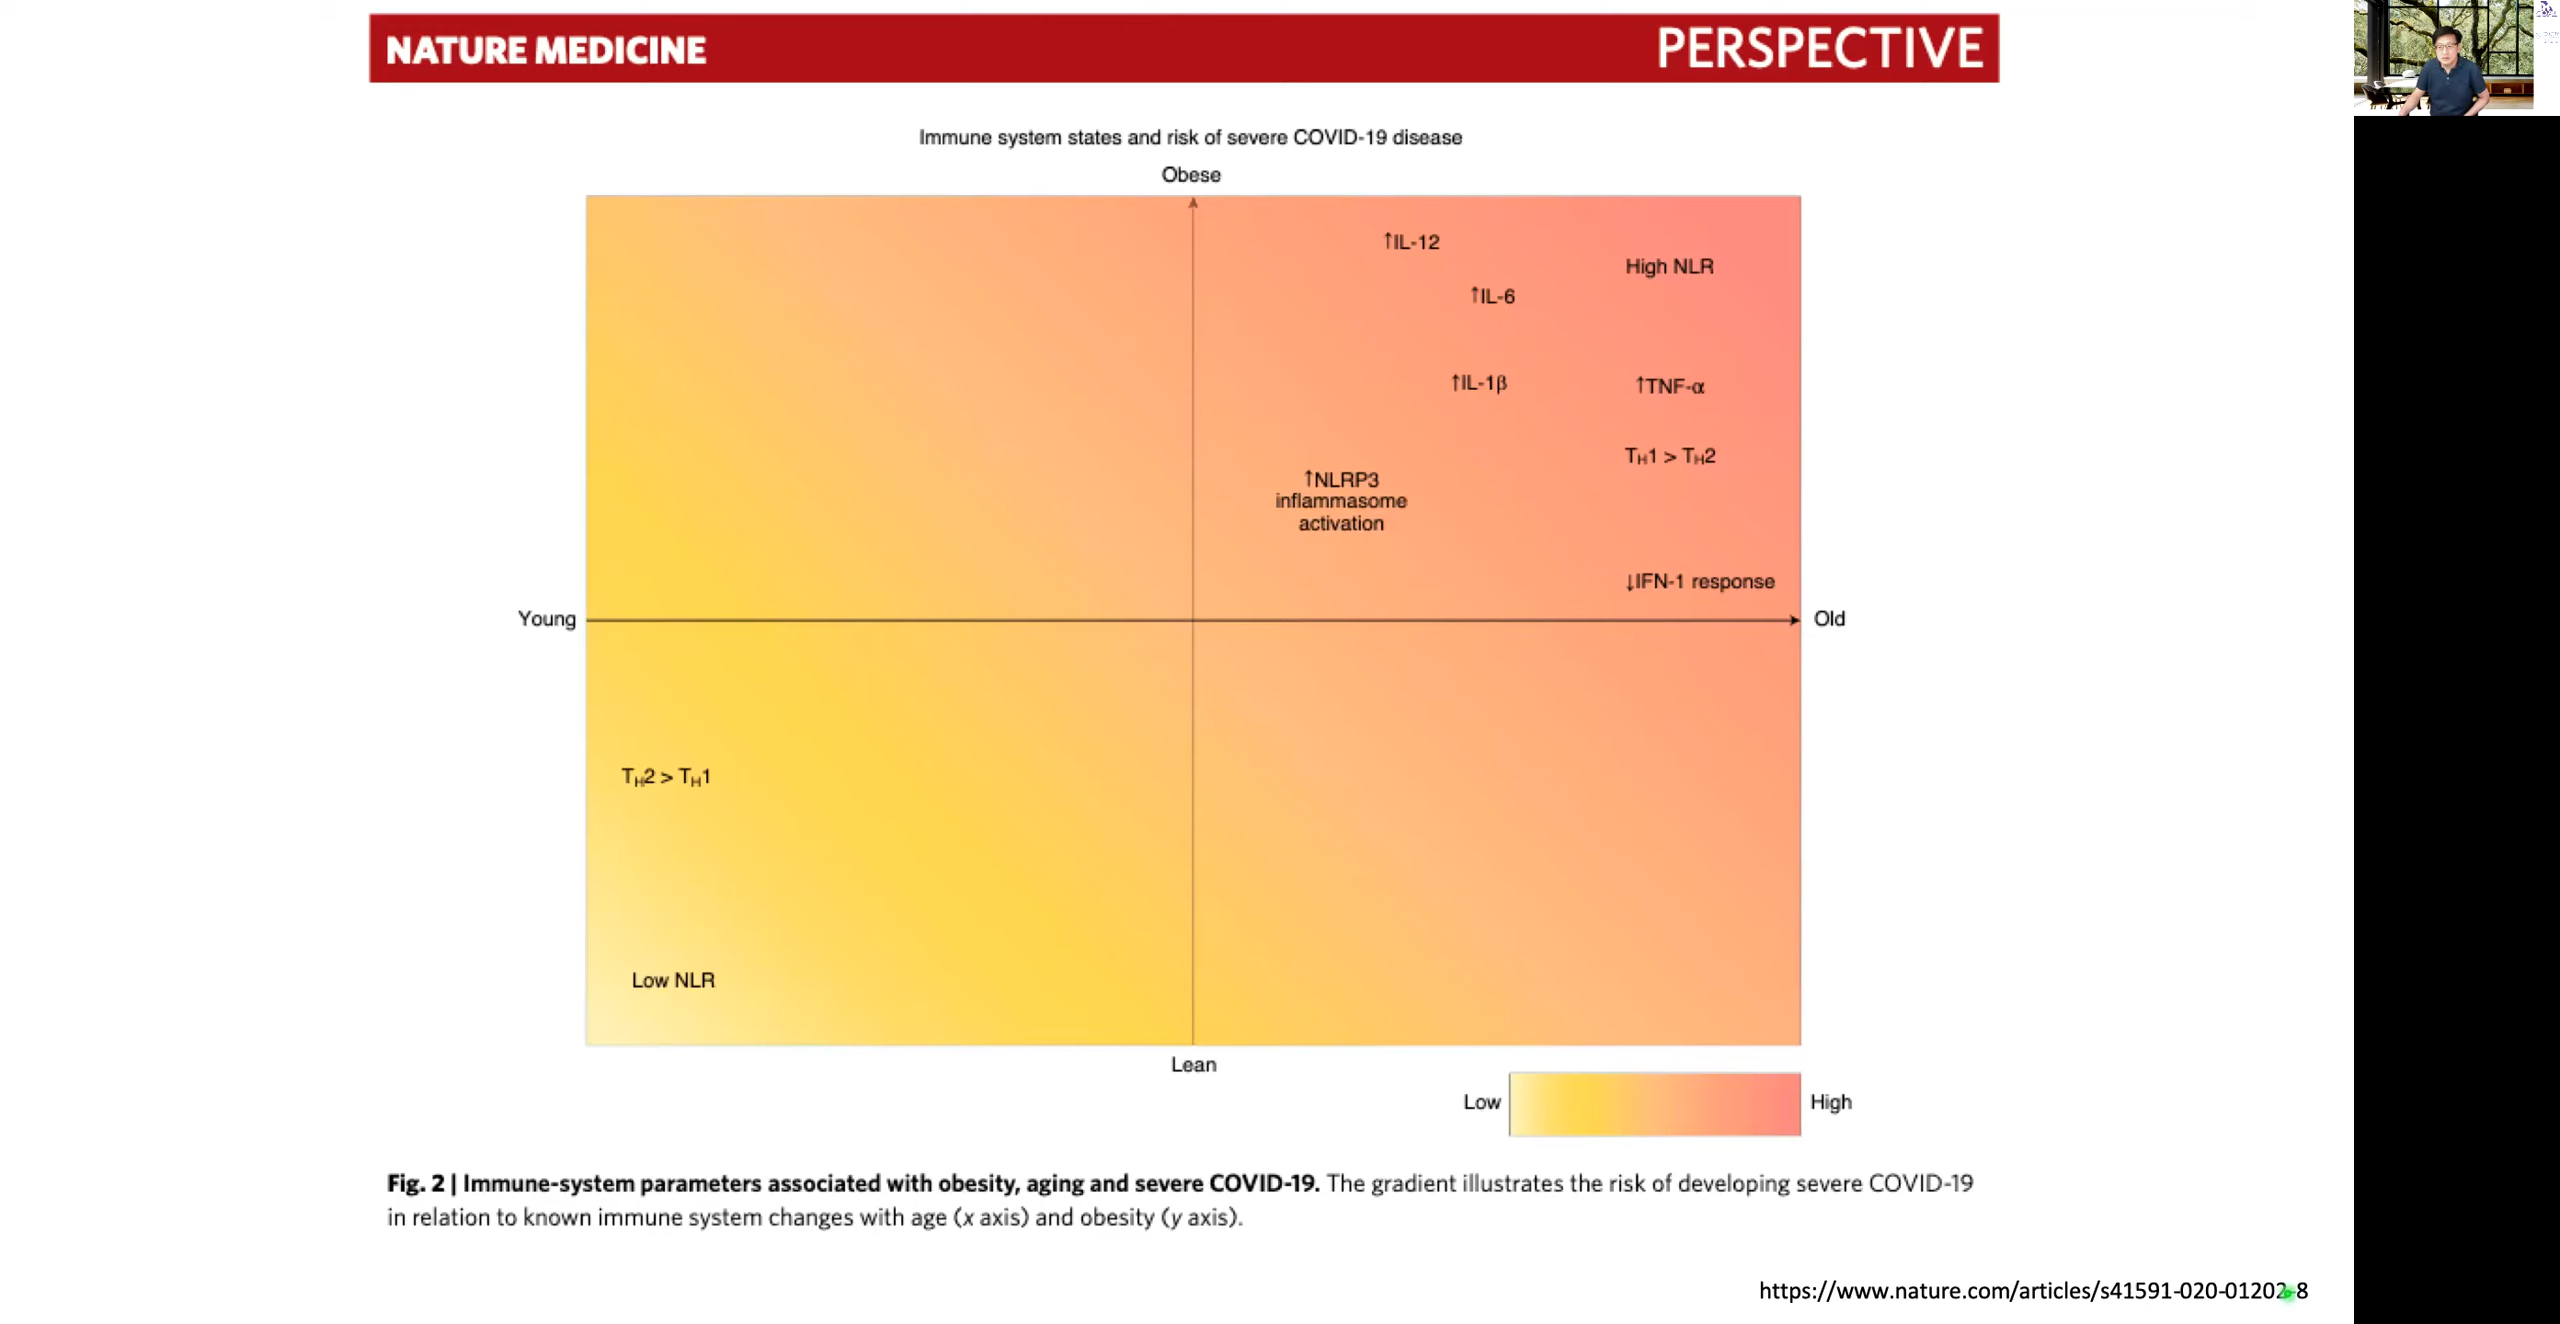 NATURE MEDICINE
PERSPECTIVE
Immune system states and risk of severe COVID-19 disease
Obese
↑IL-12
High NLR
↑IL-6
↑IL-1β
↑TNF-α
TH1 > TH2
↑NLRP3
inflammasome
activation
↓IFN-1 response
Young
Old
TH2 > TH1
Low NLR
Lean
Low
High
Fig. 2 | Immune-system parameters associated with obesity, aging and severe COVID-19. The gradient illustrates the risk of developing severe COVID-19
in relation to known immune system changes with age (x axis) and obesity (y axis).
https://www.nature.com/articles/s41591-020-01202-8